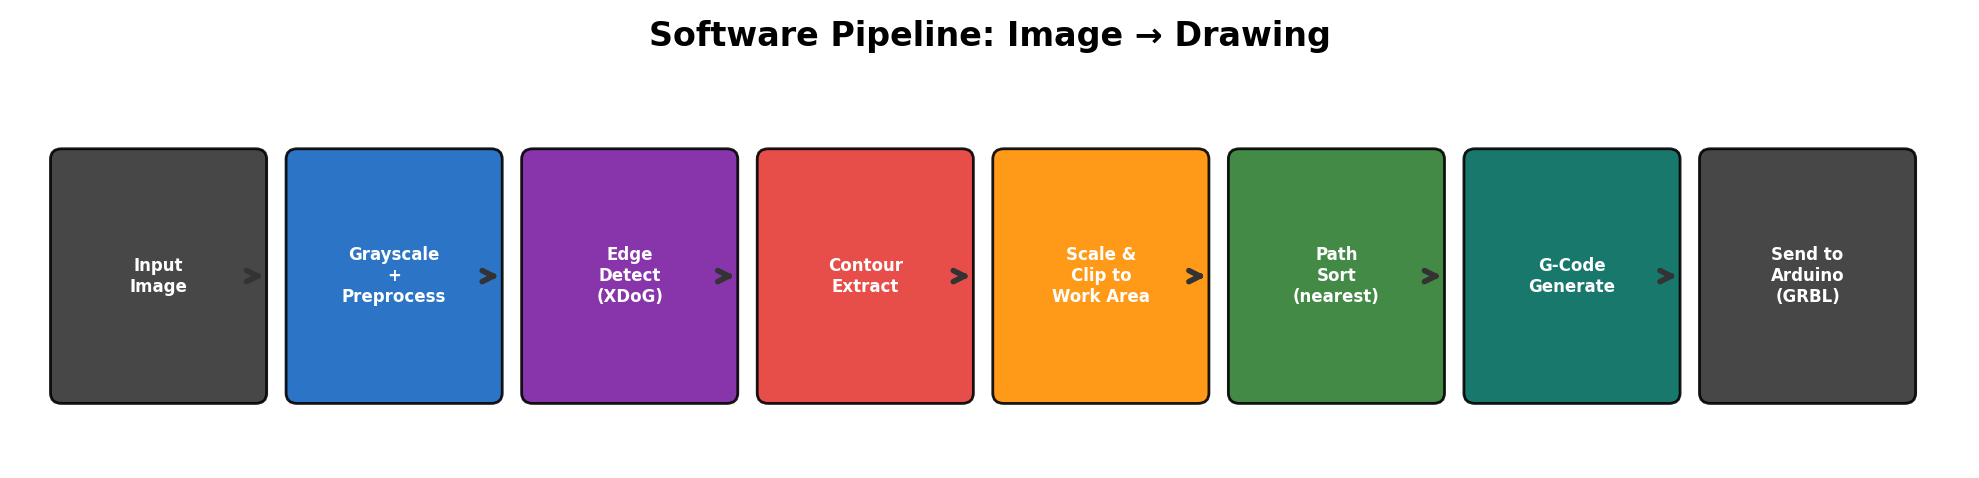 Software Pipeline: Image → Drawing
Input
Image
Grayscale
+
Preprocess
Edge
Detect
(XDoG)
Contour
Extract
Scale &
Clip to
Work Area
Path
Sort
(nearest)
G-Code
Generate
Send to
Arduino
(GRBL)